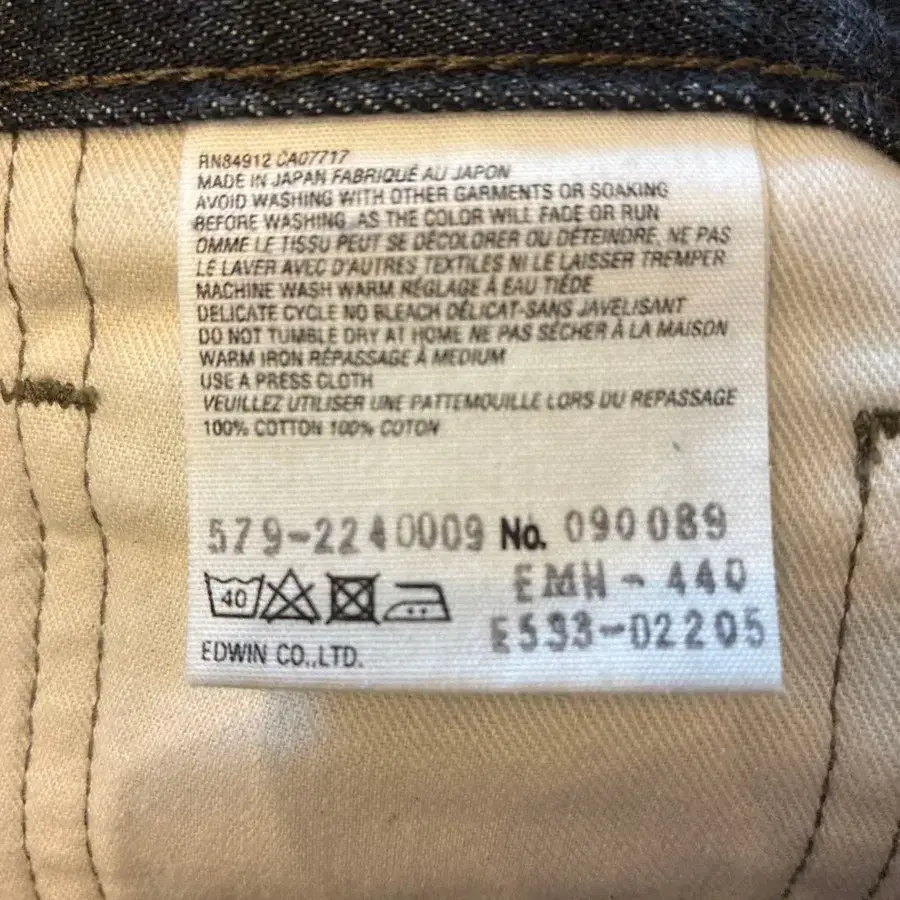 RN84912 CA07717
MADE IN JAPAN FABRIQUÉ AU JAPON
AVOID WASHING WITH OTHER GARMENTS OR SOAKING
BEFORE WASHING, AS THE COLOR WILL FADE OR RUN
OMME LE TISSU PEUT SE DÉCOLORER OU DÉTEINDRE, NE PAS
LE LAVER AVEC D'AUTRES TEXTILES NI LE LAISSER TREMPER
MACHINE WASH WARM RÉGLAGE À EAU TIÈDE
DELICATE CYCLE NO BLEACH DÉLICAT-SANS JAVELISANT
DO NOT TUMBLE DRY AT HOME NE PAS SÉCHER À LA MAISON
WARM IRON RÉPASSAGE À MEDIUM
USE A PRESS CLOTH
VEUILLEZ UTILISER UNE PATTEMOUILLE LORS DU REPASSAGE
100% COTTON 100% COTON
579-2240009 No. 090089
40
EMH-440
E593-02205
EDWIN CO.,LTD.